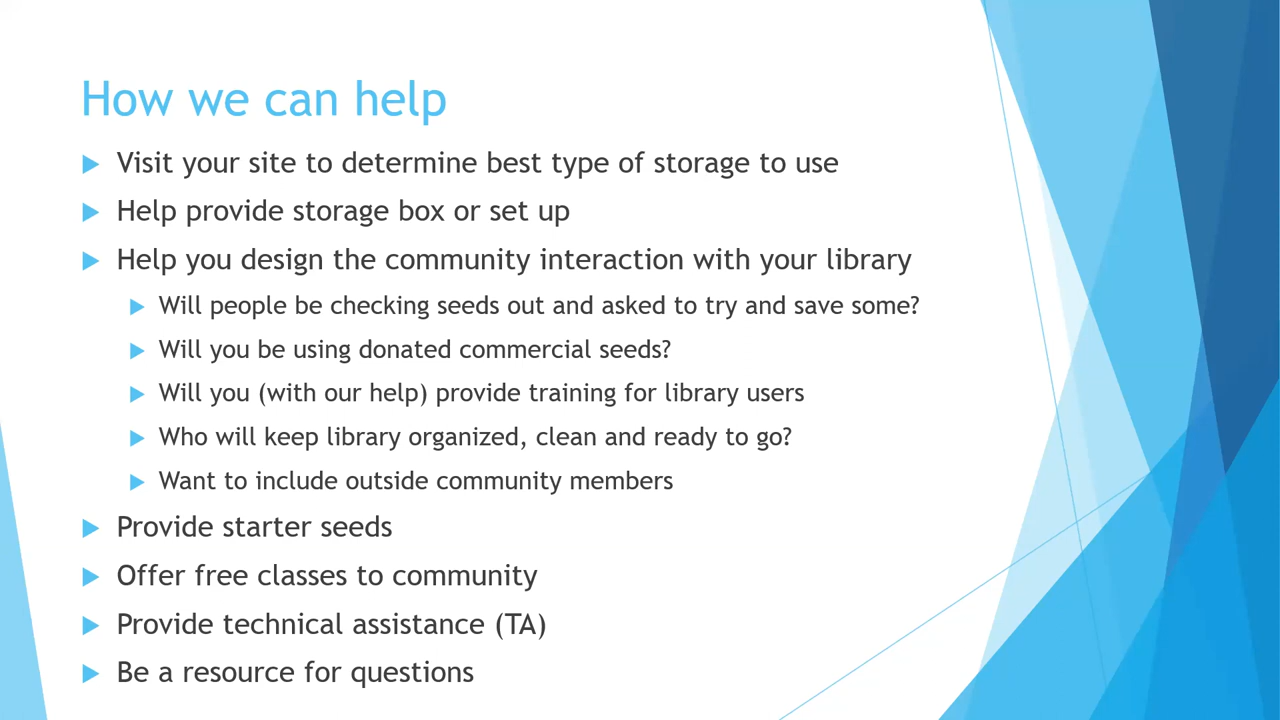 How we can help
Visit your site to determine best type of storage to use
Help provide storage box or set up
Help you design the community interaction with your library
Will people be checking seeds out and asked to try and save some?
Will you be using donated commercial seeds?
Will you (with our help) provide training for library users
Who will keep library organized, clean and ready to go?
Want to include outside community members
Provide starter seeds
Offer free classes to community
Provide technical assistance (TA)
Be a resource for questions